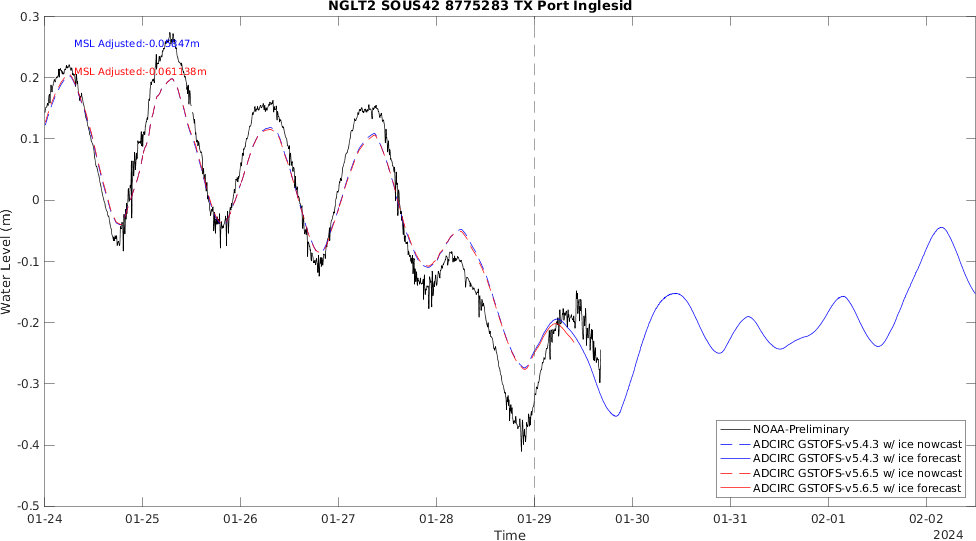 NGLT2 SOUS42 8775283 TX Port Inglesid
MSL Adjusted:
MSL Adjusted:-0.061138m
Water Level (m)
0.3
0.2
0.1
0
-0.1
-0.2
-0.3
-0.4
-0.5
NOAA-Preliminary
ADCIRC GSTOFS-v5.4.3 w/ ice nowcast
ADCIRC GSTOFS-v5.4.3 w/ ice forecast
ADCIRC GSTOFS-v5.6.5 w/ ice nowcast
ADCIRC GSTOFS-v5.6.5 w/ ice forecast
01-24 01-25 01-26 01-27 01-28 01-29 01-30 01-31 02-01 02-02
Time
2024